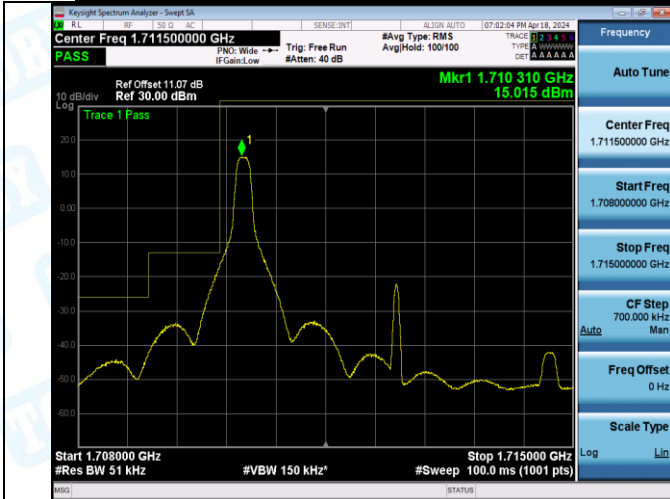 Keysight Spectrum Analyzer - Swept SA
RL RF 50 Ω AC SENSE:INT ALIGN AUTO 07:02:04 PM Apr 18, 2024 Frequency
Center Freq 1.711500000 GHz #Avg Type: RMS TRACE 1 2 3 4 5 6
PASS PNO: Wide Trig: Free Run Avg|Hold: 100/100 TYPE A WWWWW
IFGain:Low #Atten: 40 dB DET A A A A A A
Auto Tune
Ref Offset 11.07 dB Mkr1 1.710 310 GHz
10 dB/div Ref 30.00 dBm 15.015 dBm
Log
Trace 1 Pass
Center Freq
1.711500000 GHz
20.0
1
10.0
Start Freq
1.708000000 GHz
0.00
-10.0
Stop Freq
1.715000000 GHz
-20.0
-30.0
CF Step
700.000 kHz
Auto Man
-40.0
-50.0
Freq Offset
0 Hz
-60.0
Scale Type
Start 1.708000 GHz Stop 1.715000 GHz
Log Lin
#Res BW 51 kHz #VBW 150 kHz* #Sweep 100.0 ms (1001 pts)
MSG STATUS